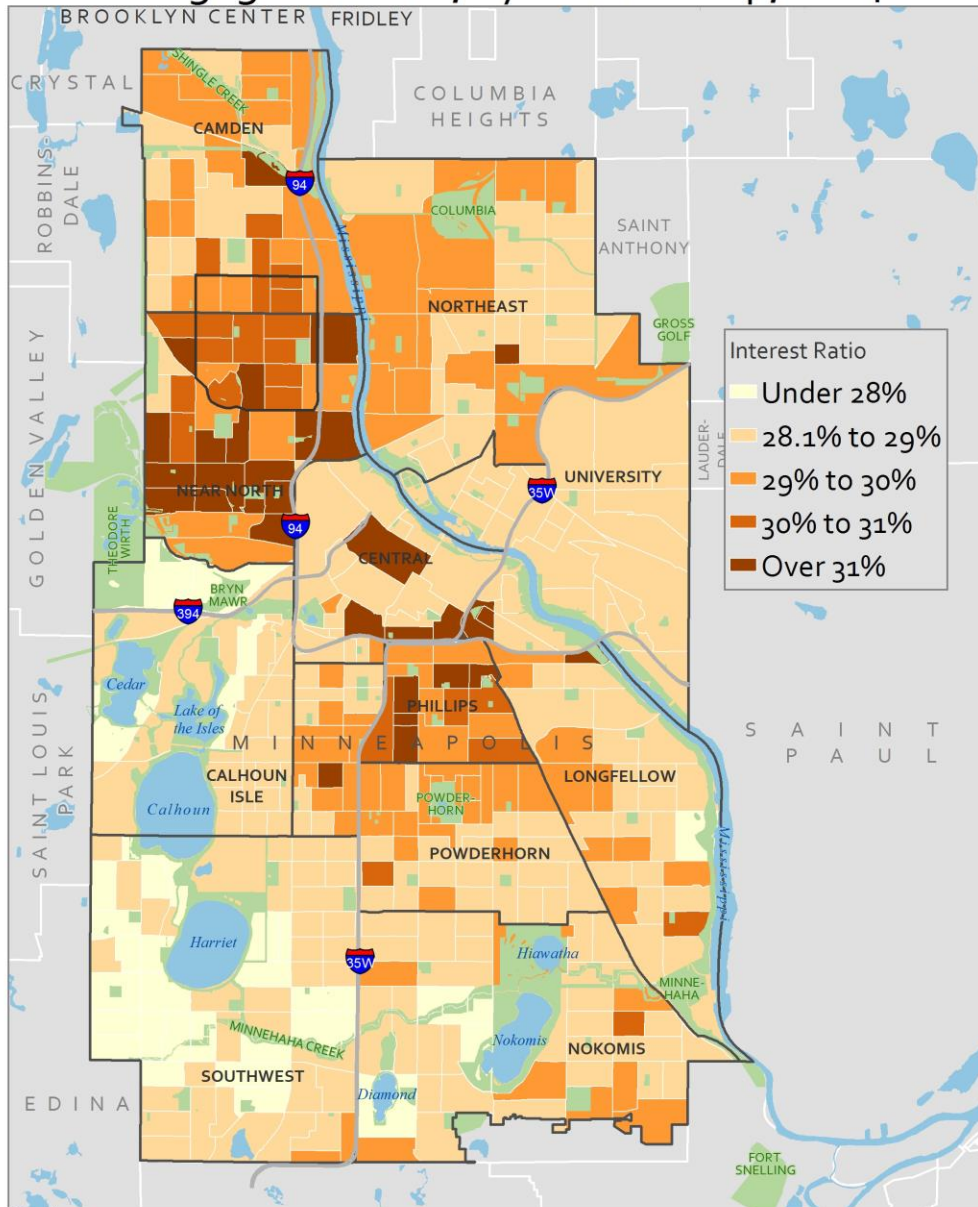 BROOKLYN CENTER
FRIDLEY
CRYSTAL
SHINGLE CREEK
COLUMBIA
HEIGHTS
CAMDEN
ROBBINS-
DALE
94
COLUMBIA
SAINT
ANTHONY
Mississippi
NORTHEAST
GROSS
GOLF
GOLDEN VALLEY
Interest Ratio
Under 28%
28.1% to 29%
29% to 30%
30% to 31%
Over 31%
LAUDER-
UNIVERSITY
35W
NEAR NORTH
94
THEODORE
WIRTH
CENTRAL
BRYN
MAWR
394
Cedar
Lake of
the Isles
PHILLIPS
MINNEAPOLIS
SAINT
PAUL
SAINT LOUIS
PARK
CALHOUN
ISLE
LONGFELLOW
Calhoun
POWDER-
HORN
POWDERHORN
Mississippi
Harriet
35W
Hiawatha
MINNE-
HAHA
MINNEHAHA CREEK
Nokomis
NOKOMIS
SOUTHWEST
Diamond
EDINA
FORT
SNELLING